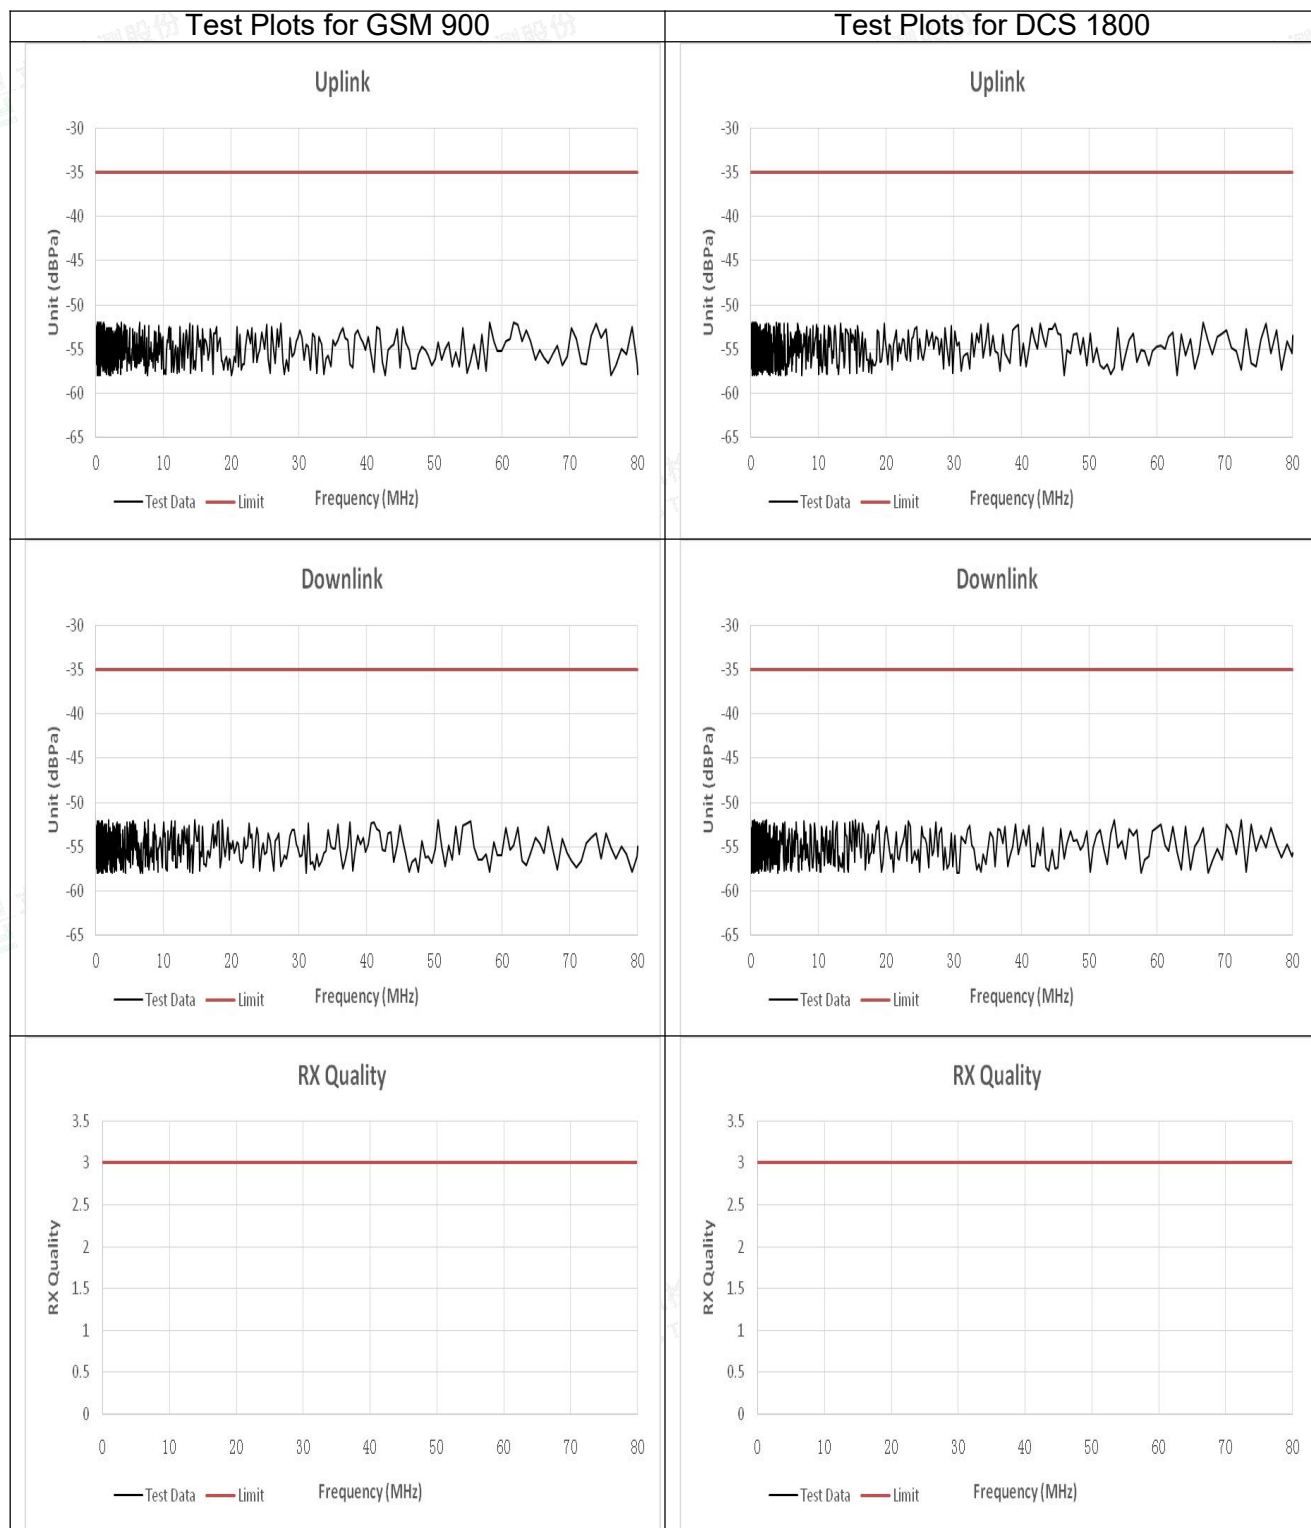 Test Plots for GSM 900
Test Plots for DCS 1800
Uplink
-30
-35
-40
-45
-50
-55
-60
-65
Unit (dBPa)
0 10 20 30 40 50 60 70 80
Test Data Limit Frequency (MHz)
Uplink
-30
-35
-40
-45
-50
-55
-60
-65
Unit (dBPa)
0 10 20 30 40 50 60 70 80
Test Data Limit Frequency (MHz)
Downlink
-30
-35
-40
-45
-50
-55
-60
-65
Unit (dBPa)
0 10 20 30 40 50 60 70 80
Test Data Limit Frequency (MHz)
Downlink
-30
-35
-40
-45
-50
-55
-60
-65
Unit (dBPa)
0 10 20 30 40 50 60 70 80
Test Data Limit Frequency (MHz)
RX Quality
3.5
3
2.5
2
1.5
1
0.5
0
RX Quality
0 10 20 30 40 50 60 70 80
Test Data Limit Frequency (MHz)
RX Quality
3.5
3
2.5
2
1.5
1
0.5
0
RX Quality
0 10 20 30 40 50 60 70 80
Test Data Limit Frequency (MHz)